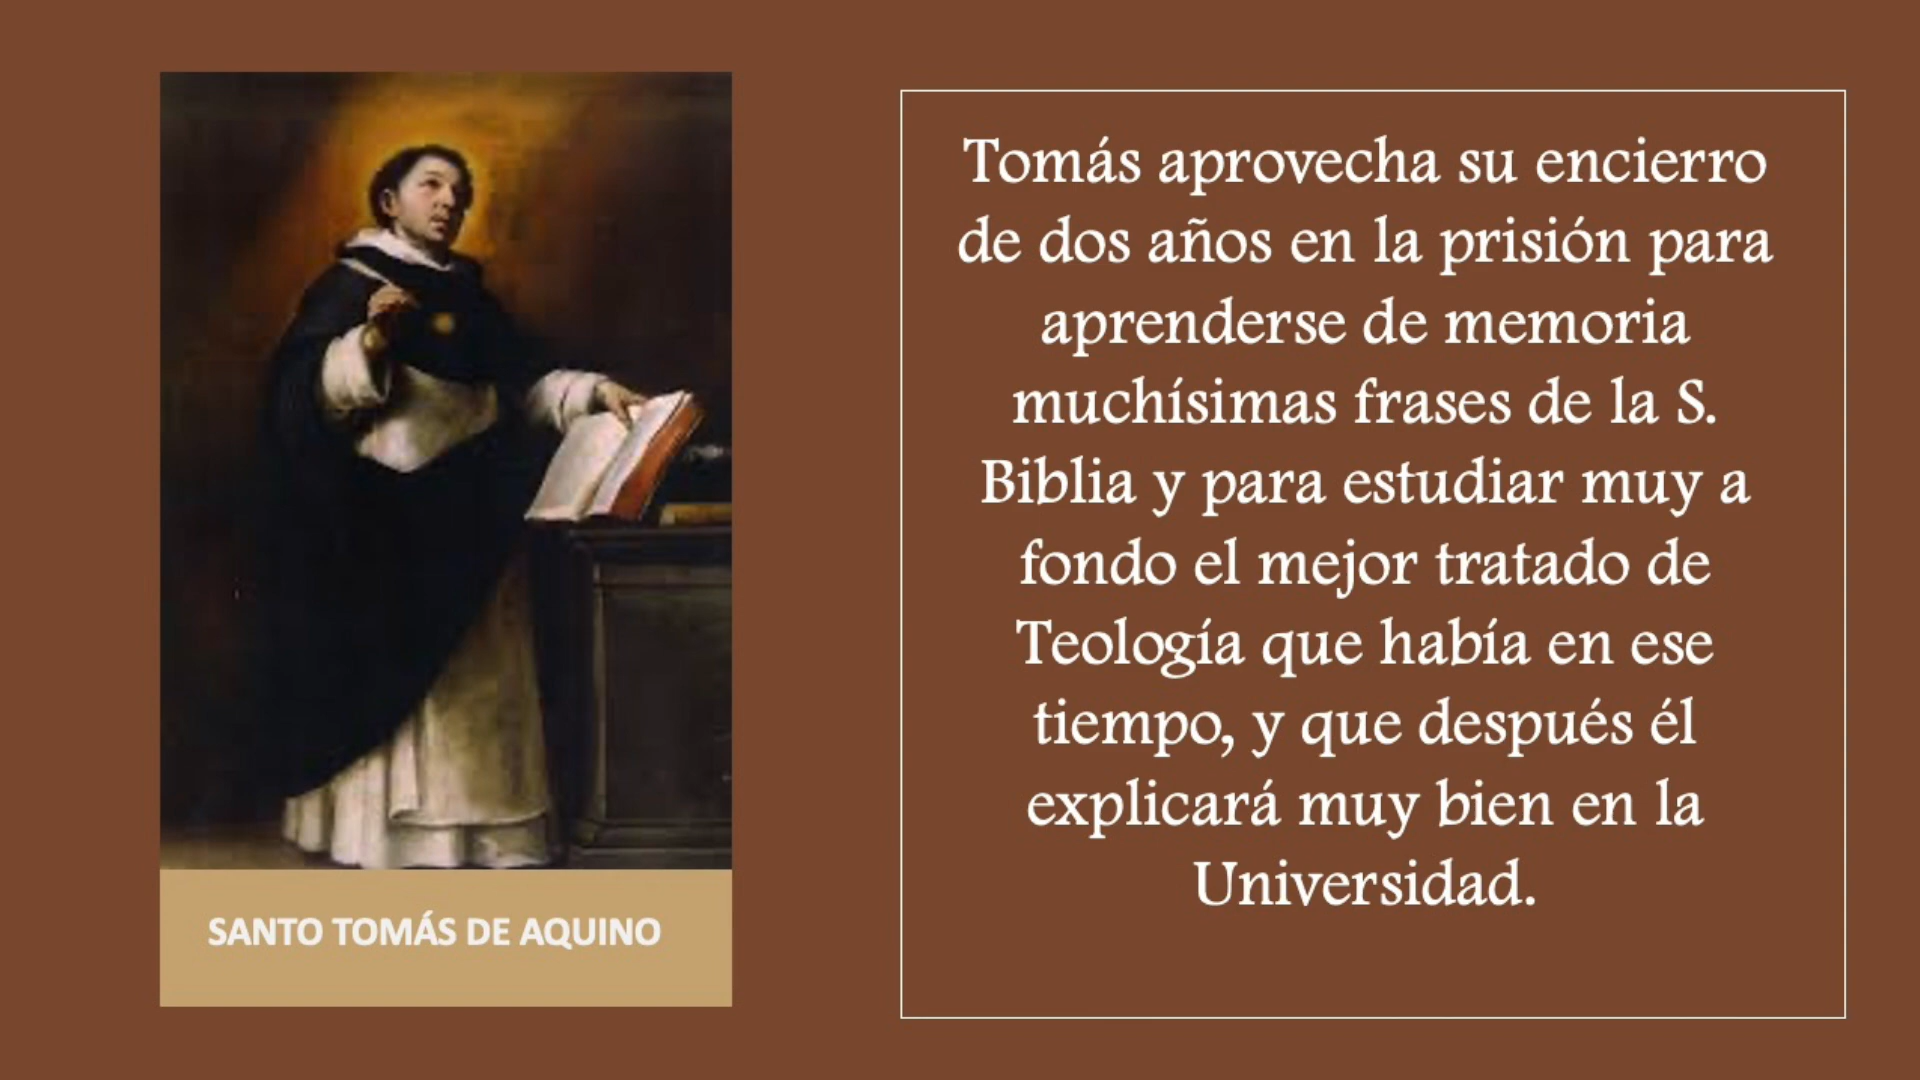 Tomás aprovecha su encierro
de dos años en la prisión para
aprenderse de memoria
muchísimas frases de la S.
Biblia y para estudiar muy a
fondo el mejor tratado de
Teología que había en ese
tiempo, y que después él
explicará muy bien en la
Universidad.
SANTO TOMÁS DE AQUINO